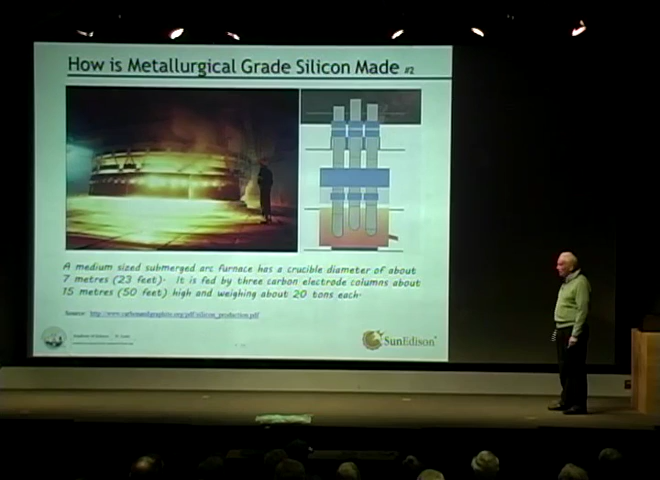 How is Metallurgical Grade Silicon Made #2
A medium sized submerged arc furnace has a crucible diameter of about
7 metres (23 feet). It is fed by three carbon electrode columns about
15 metres (50 feet) high and weighing about 20 tons each.
Source: http://www.carbonandgraphite.org/pdf/silicon_production.pdf
SunEdison